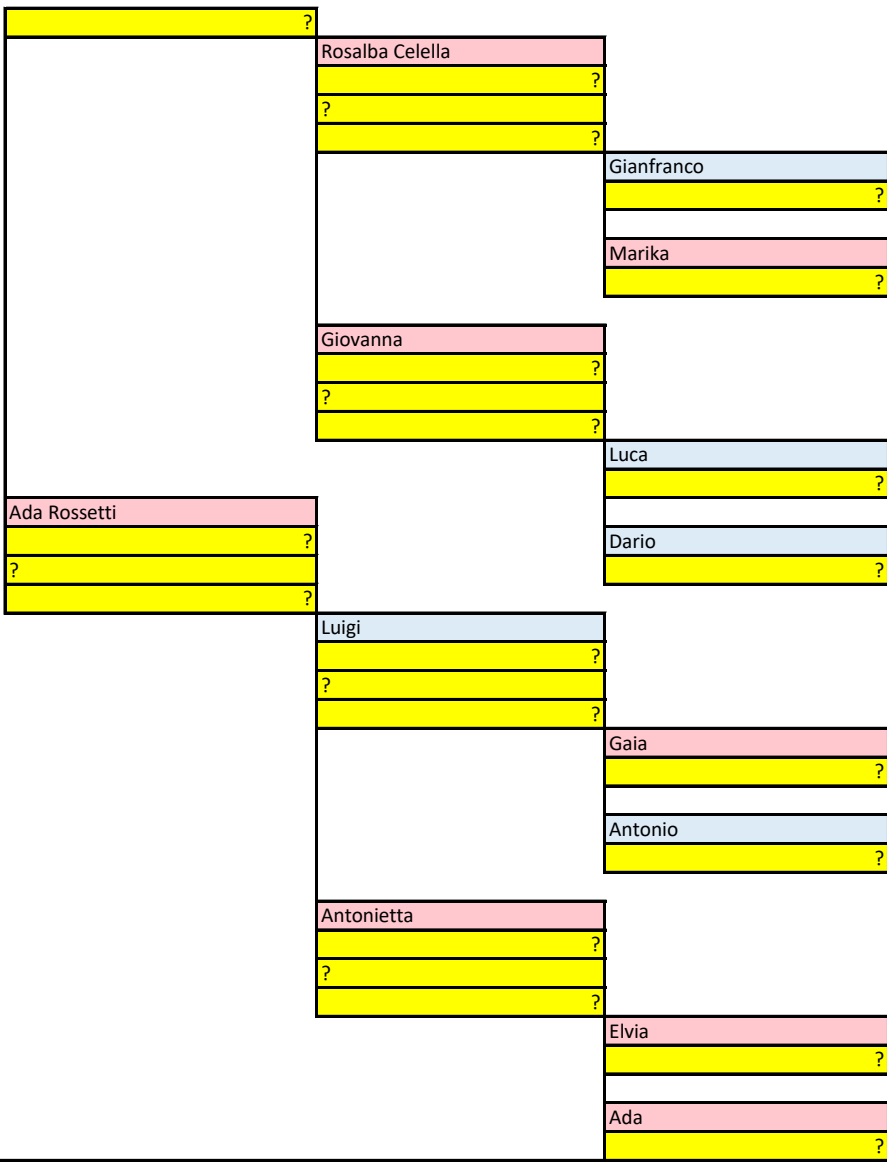 ?
Rosalba Celella
?
?
?
Gianfranco
?
Marika
?
Giovanna
?
?
?
Luca
?
Ada Rossetti
?
Dario
?
?
?
Luigi
?
?
?
Gaia
?
Antonio
?
Antonietta
?
?
?
Elvia
?
Ada
?